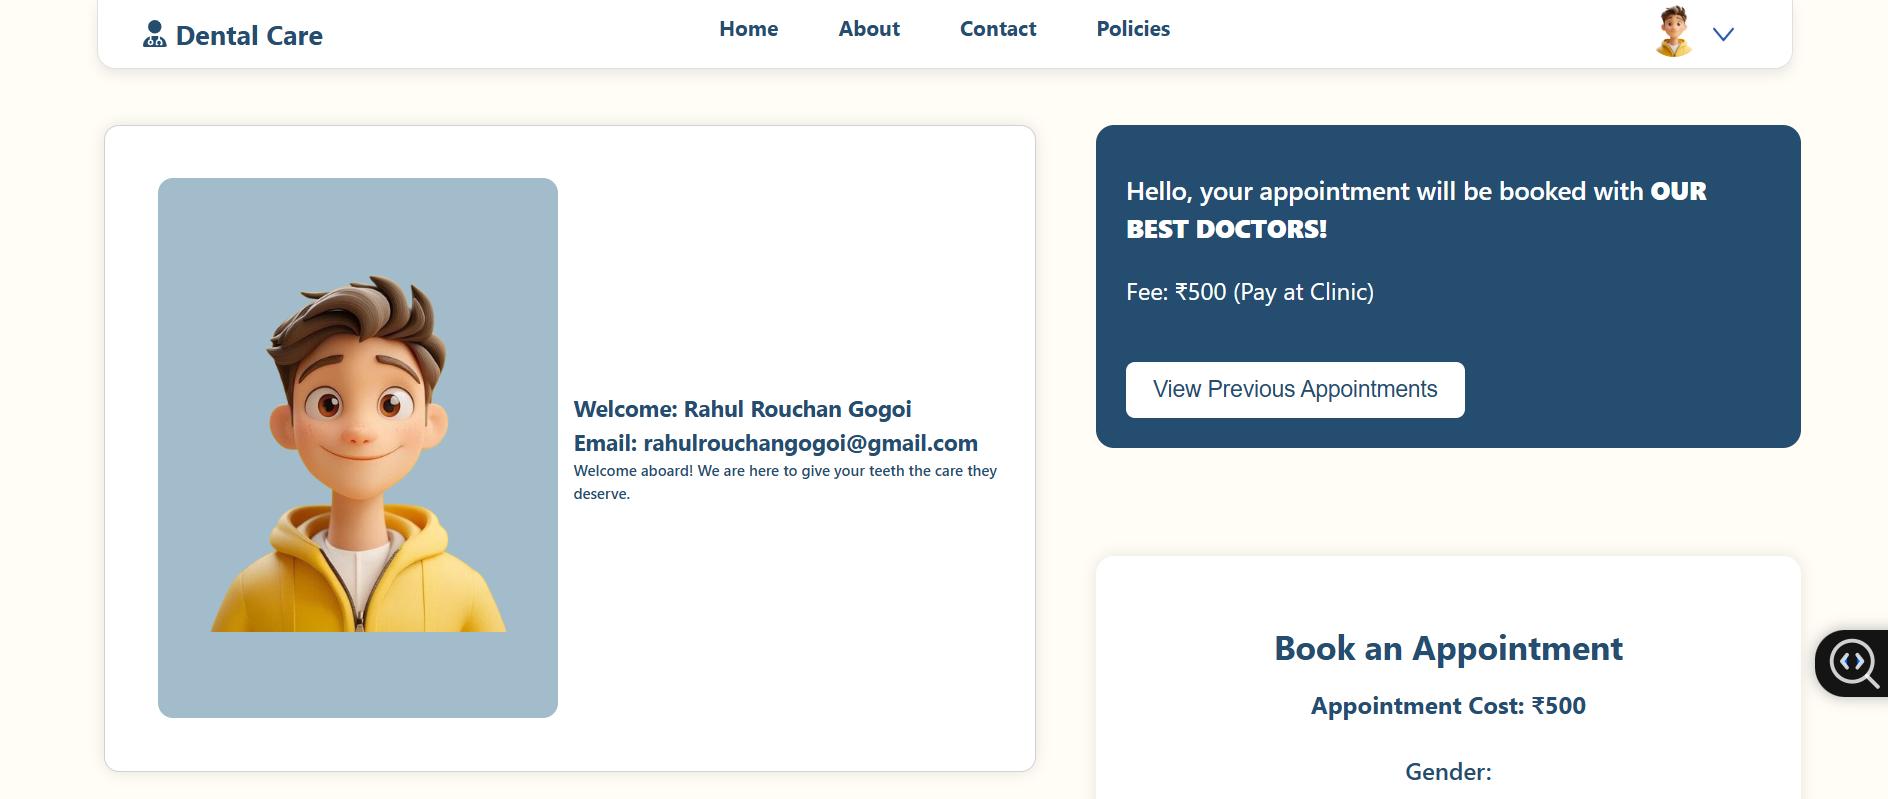 Dental Care
Home
About
Contact
Policies
Welcome: Rahul Rouchan Gogoi
Email: rahulrouchangogoi@gmail.com
Welcome aboard! We are here to give your teeth the care they
deserve.
Hello, your appointment will be booked with OUR
BEST DOCTORS!
Fee: ₹500 (Pay at Clinic)
View Previous Appointments
Book an Appointment
Appointment Cost: ₹500
Gender: